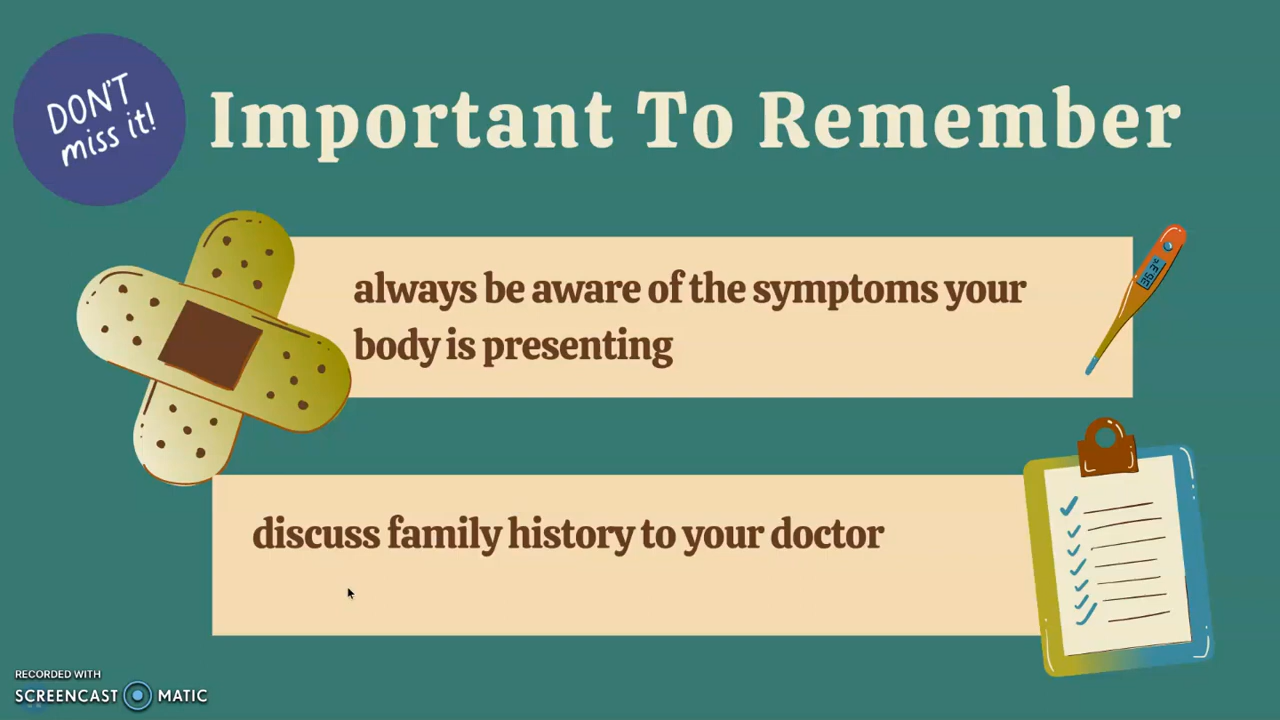 DON'T
miss it!
Important To Remember
always be aware of the symptoms your
body is presenting
discuss family history to your doctor
RECORDED WITH
SCREENCAST MATIC